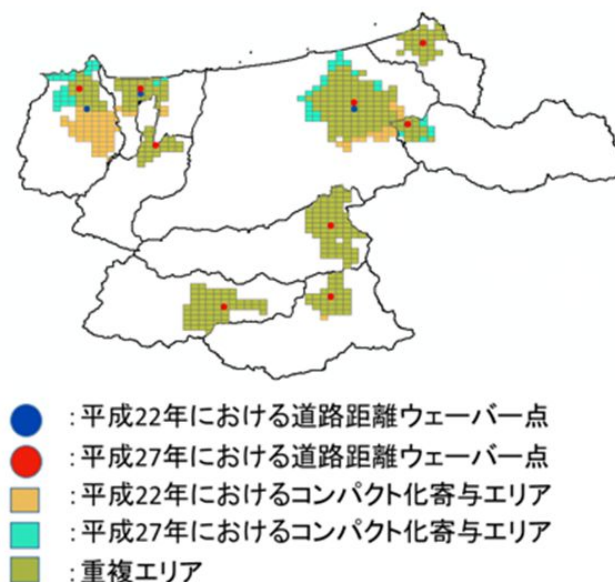 :平成22年における道路距離ウェーバー点
:平成27年における道路距離ウェーバー点
:平成22年におけるコンパクト化寄与エリア
:平成27年におけるコンパクト化寄与エリア
:重複エリア